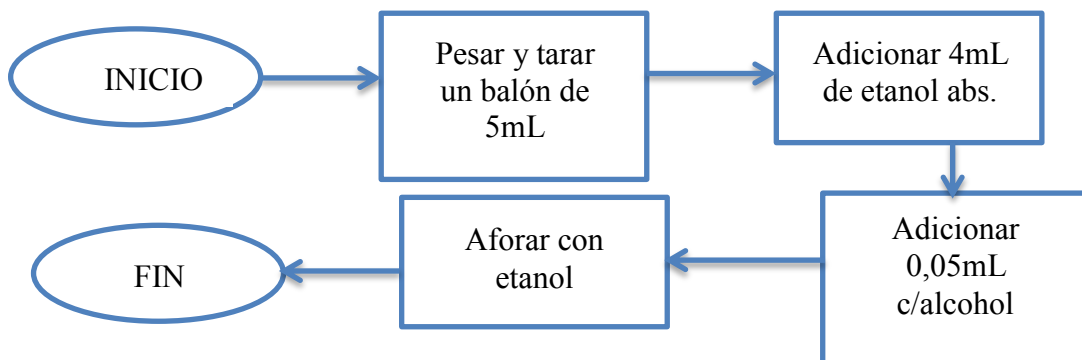 INICIO
Pesar y tarar
un balón de
5mL
Adicionar 4mL
de etanol abs.
Adicionar
0,05mL
c/alcohol
Aforar con
etanol
FIN